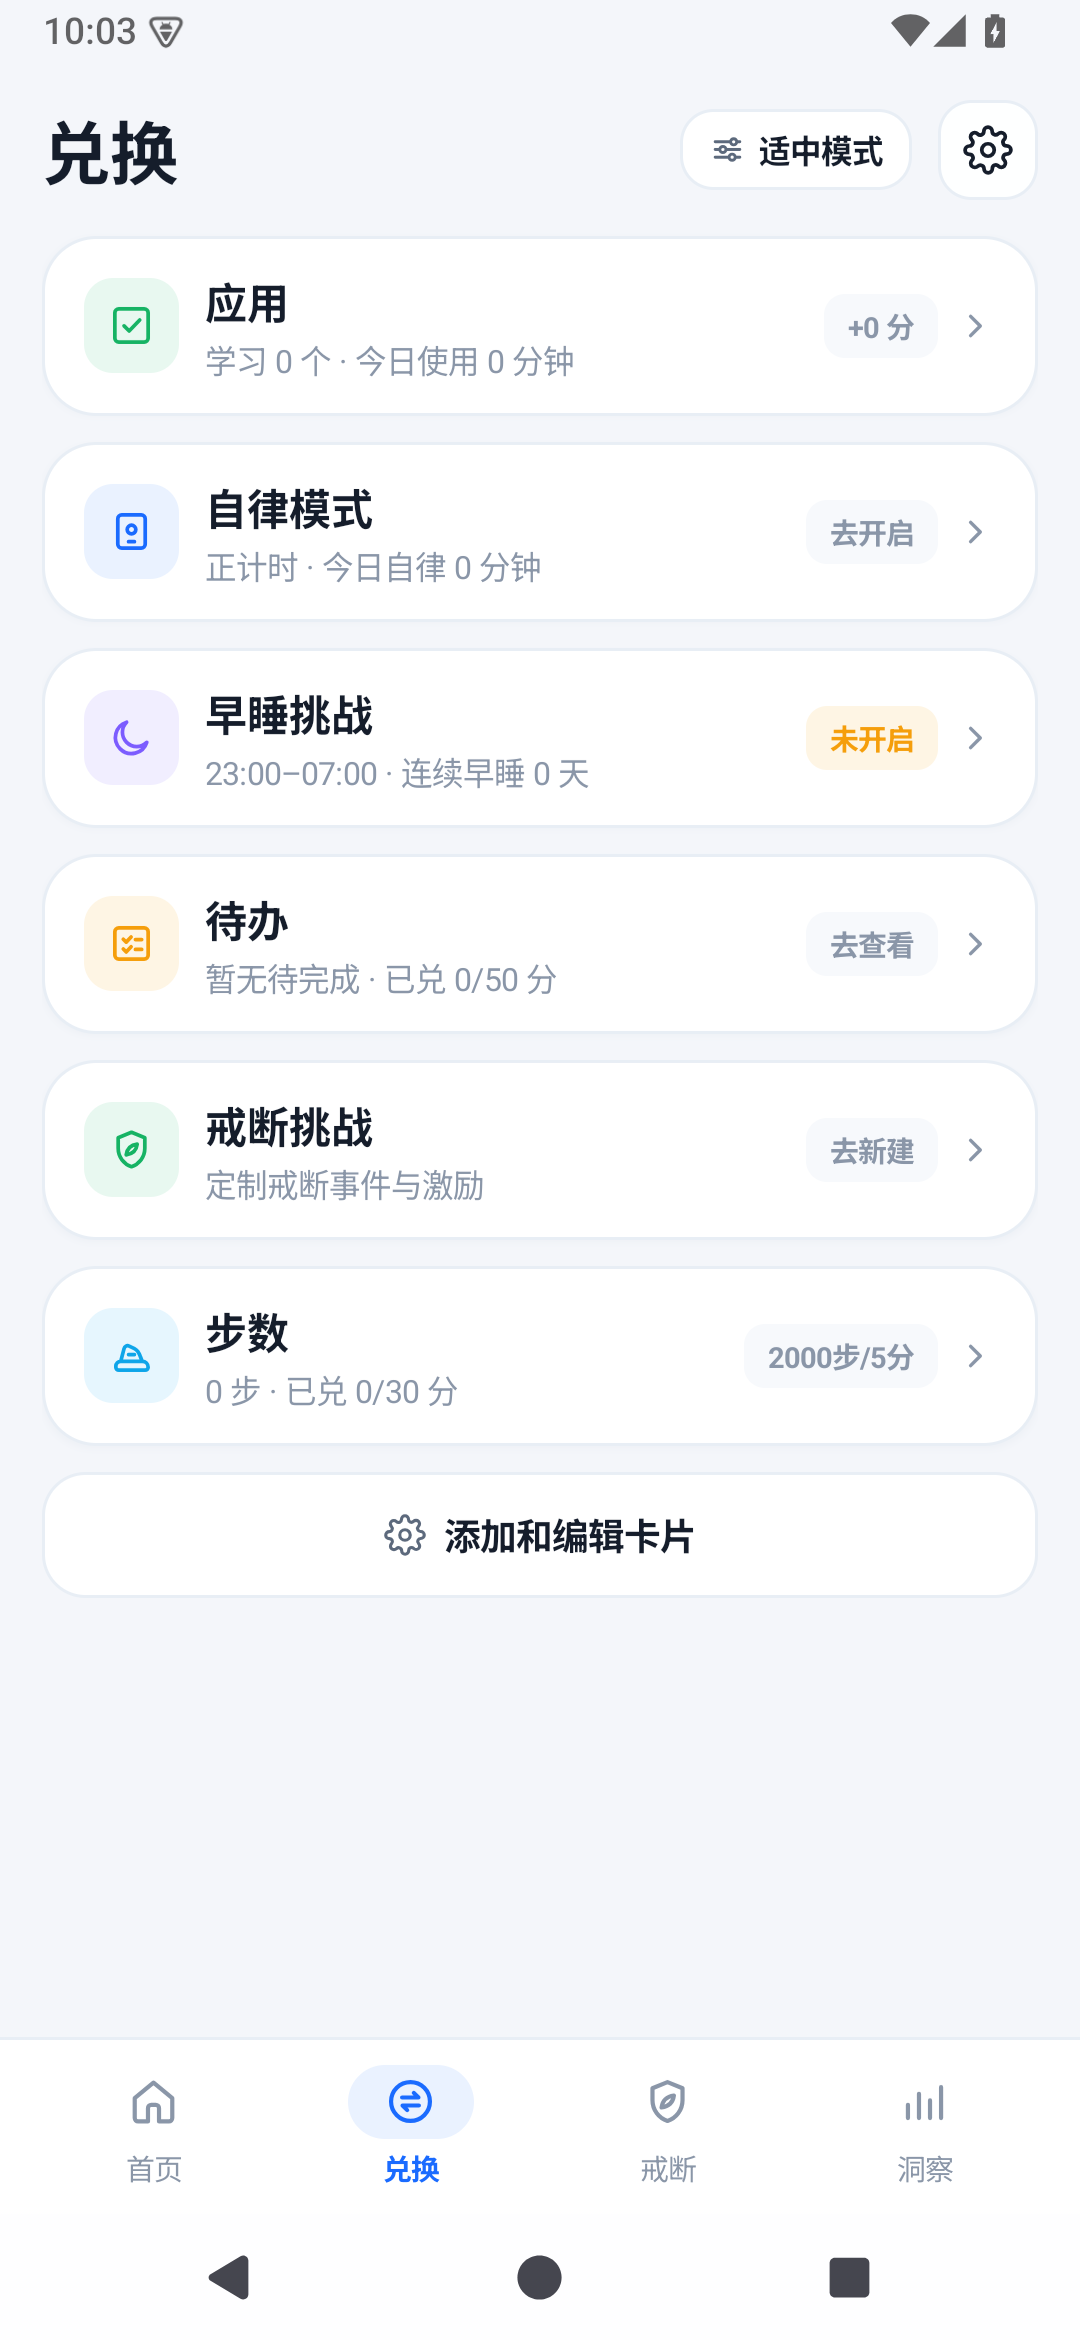 10:03
兑换
适中模式
应用
学习 0 个 · 今日使用 0 分钟
+0 分
自律模式
正计时 · 今日自律 0 分钟
去开启
早睡挑战
23:00–07:00 · 连续早睡 0 天
未开启
待办
暂无待完成 · 已兑 0/50 分
去查看
戒断挑战
定制戒断事件与激励
去新建
步数
0 步 · 已兑 0/30 分
2000步/5分
添加和编辑卡片
首页
兑换
戒断
洞察